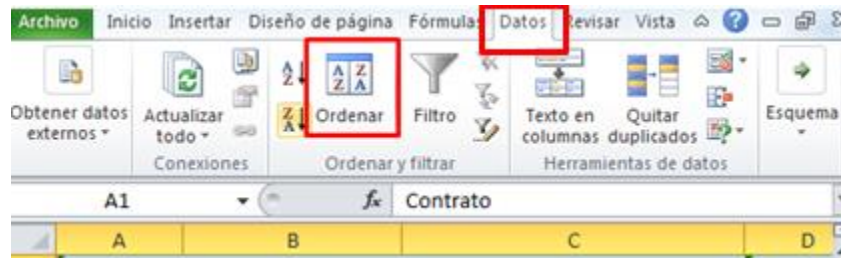 Archivo Inicio Insertar Diseño de página Fórmulas Datos Revisar Vista
Obtener datos externos
Actualizar todo
Conexiones
A Z
Z A
Ordenar
Filtro
Ordenar y filtrar
Texto en columnas
Quitar duplicados
Herramientas de datos
Esquema
A1 fx Contrato
A B C D